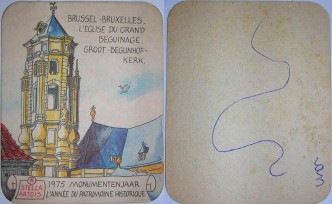 BRUSSEL-BRUXELLES.
L'EGLISE DU GRAND
BEGUINAGE.
GROOT-BEGIJNHOF-
KERK.
STELLA
ARTOIS
1975 MONUMENTENJAAR
L'ANNÉE DU PATRIMOINE HISTORIQUE